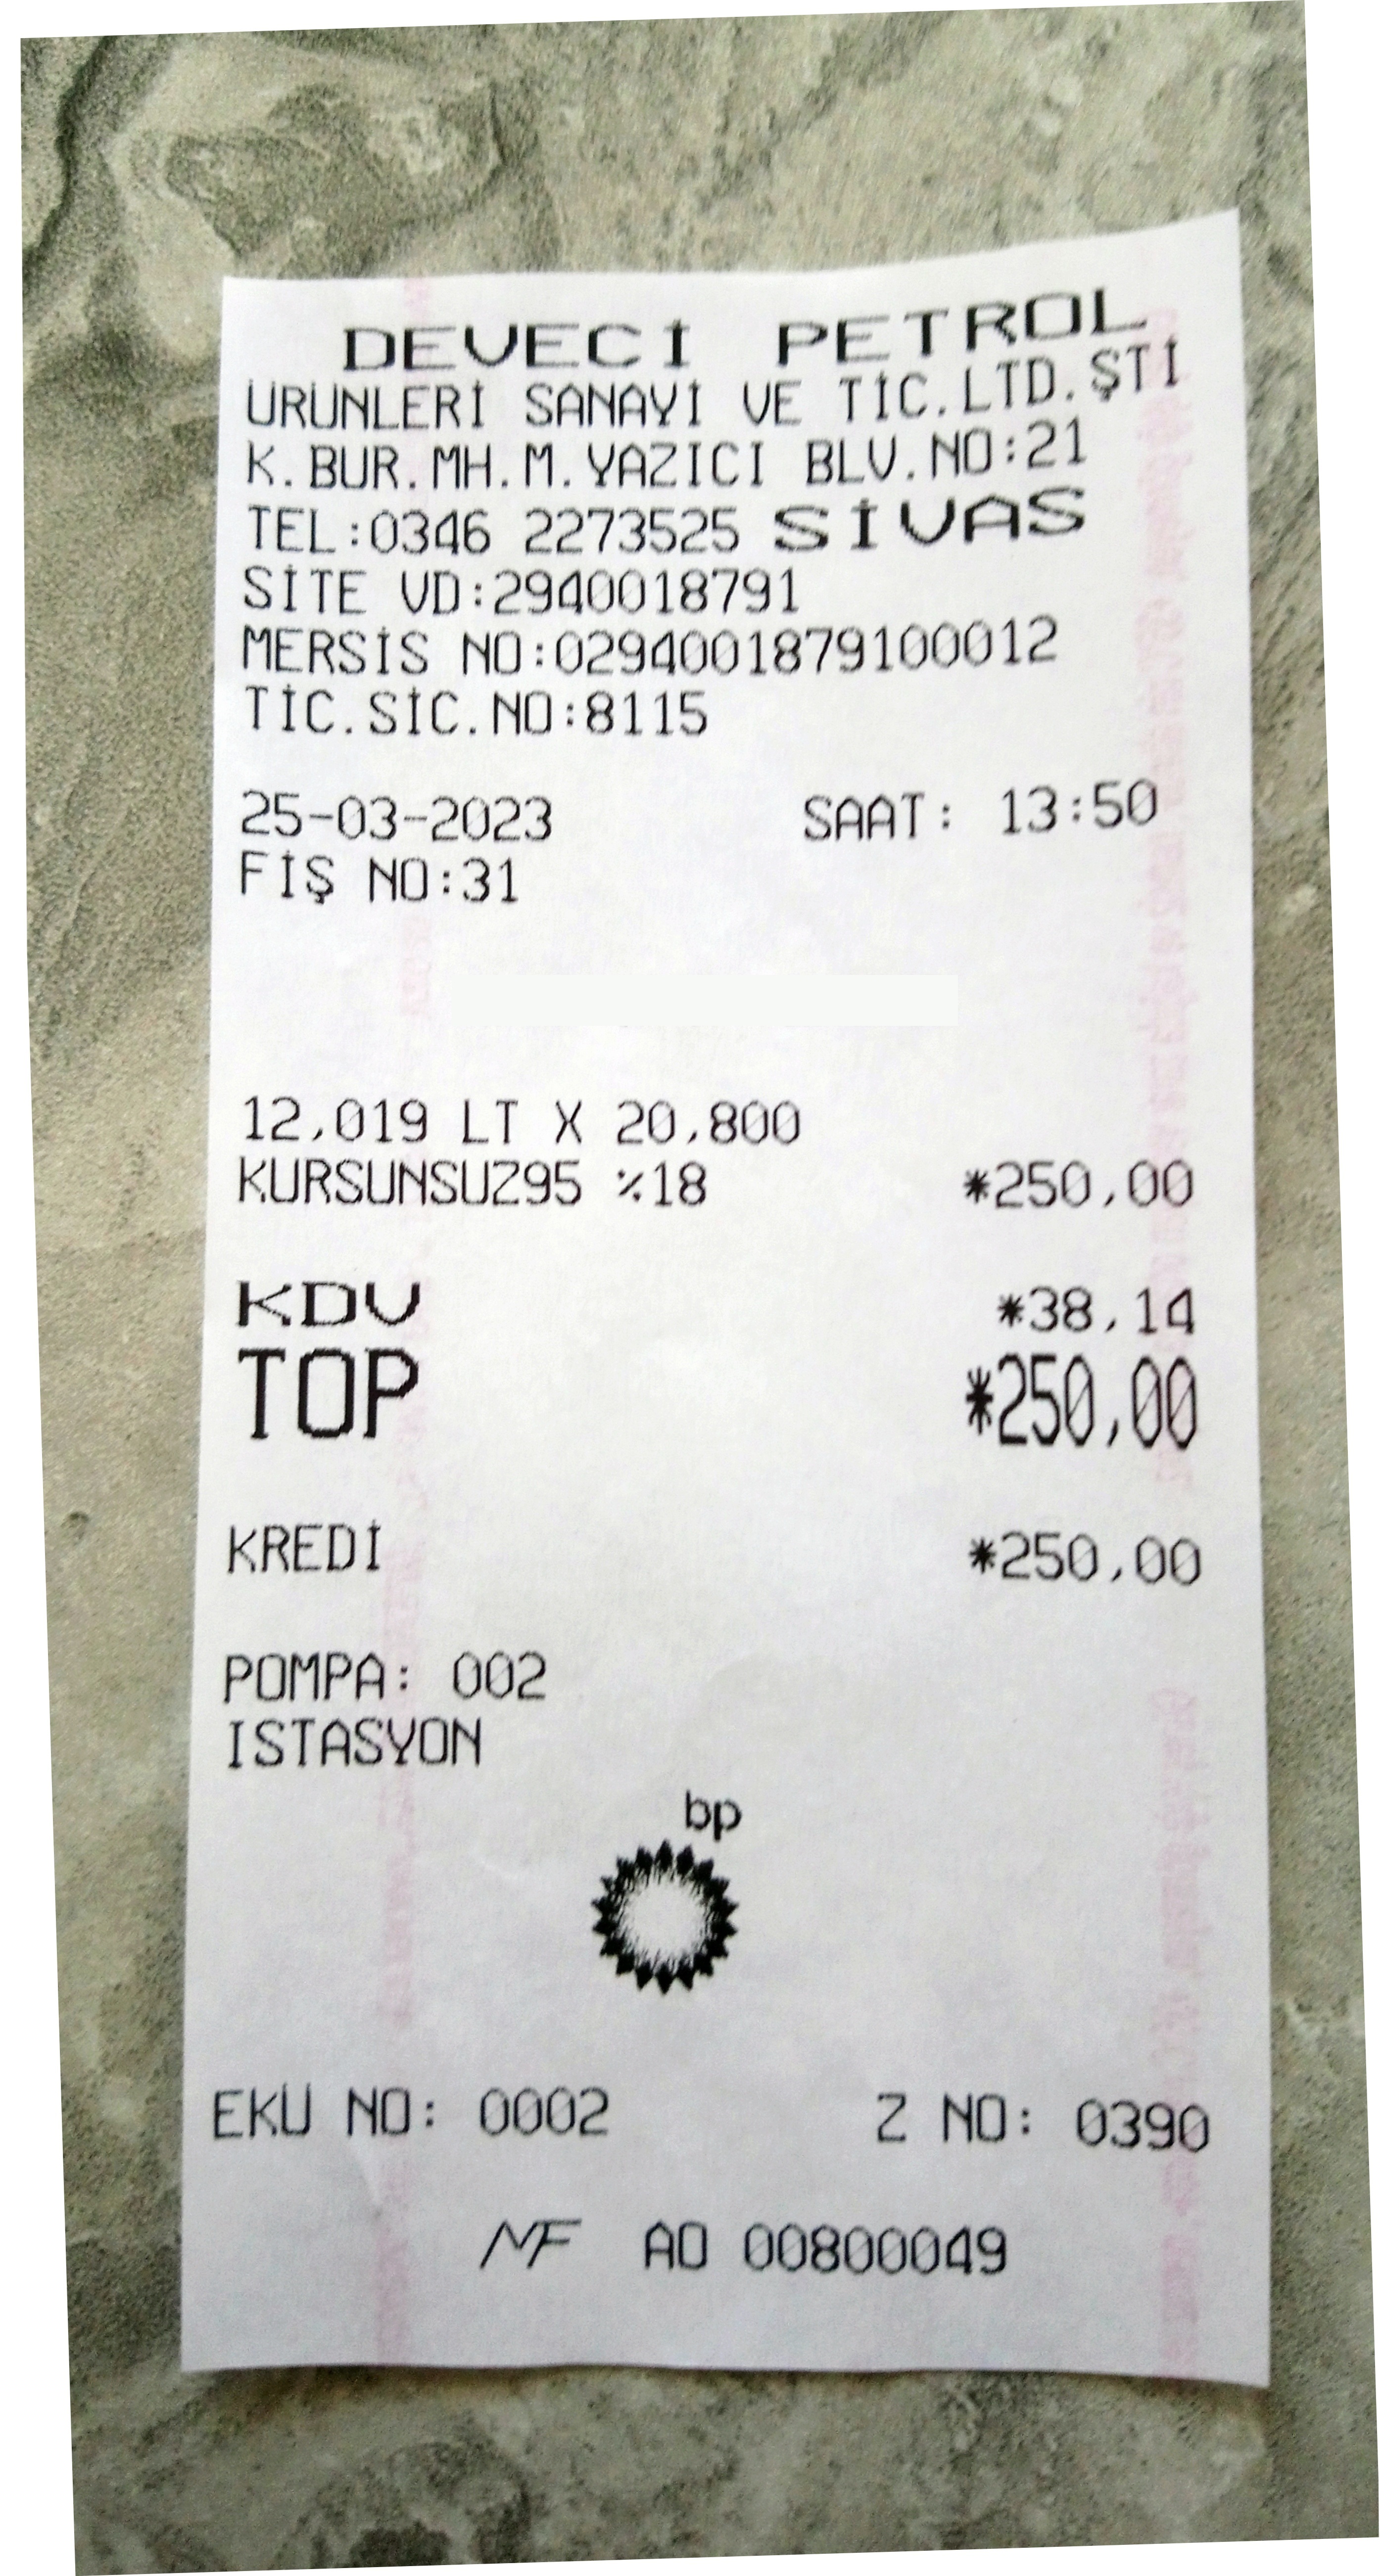 DEVECİ PETROL
ÜRÜNLERİ SANAYİ VE TİC.LTD.ŞTİ
K.BUR.MH.M.YAZICI BLV.NO:21
TEL:0346 2273525 SİVAS
SİTE VD:2940018791
MERSİS NO:0294001879100012
TİC.SİC.NO:8115
25-03-2023 SAAT: 13:50
FİŞ NO:31
12,019 LT X 20,800
KURSUNSUZ95 %18 *250,00
KDV *38,14
TOP *250,00
KREDİ *250,00
POMPA: 002
ISTASYON
bp
EKÜ NO: 0002 Z NO: 0390
MF AO 00800049